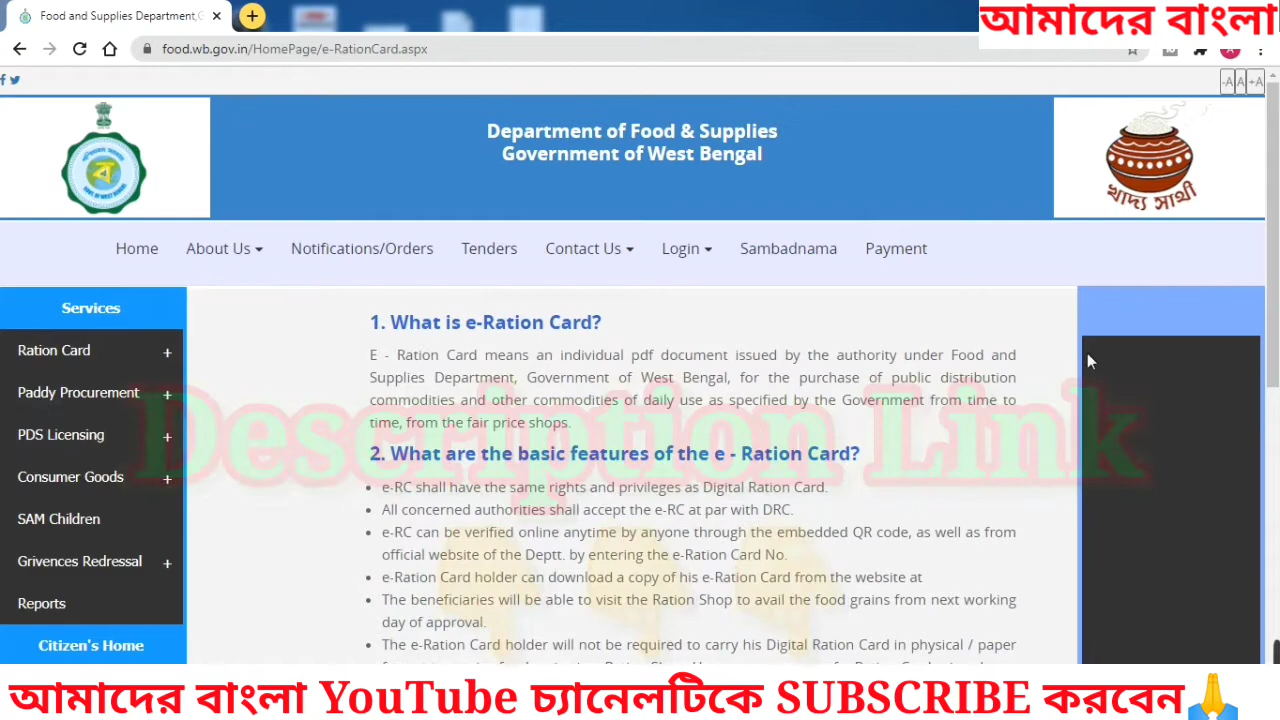 Food and Supplies Department,G
আমাদের বাংলা
food.wb.gov.in/HomePage/e-RationCard.aspx
-A A +A
Department of Food & Supplies
Government of West Bengal
খাদ্য সাথী
Home About Us Notifications/Orders Tenders Contact Us Login Sambadnama Payment
Services
Ration Card +
Paddy Procurement +
PDS Licensing +
Consumer Goods +
SAM Children
Grivences Redressal +
Reports
Citizen's Home
1. What is e-Ration Card?
E - Ration Card means an individual pdf document issued by the authority under Food and
Supplies Department, Government of West Bengal, for the purchase of public distribution
commodities and other commodities of daily use as specified by the Government from time to
time, from the fair price shops.
Description Link
2. What are the basic features of the e - Ration Card?
• e-RC shall have the same rights and privileges as Digital Ration Card.
• All concerned authorities shall accept the e-RC at par with DRC.
• e-RC can be verified online anytime by anyone through the embedded QR code, as well as from
official website of the Deptt. by entering the e-Ration Card No.
• e-Ration Card holder can download a copy of his e-Ration Card from the website at
• The beneficiaries will be able to visit the Ration Shop to avail the food grains from next working
day of approval.
• The e-Ration Card holder will not be required to carry his Digital Ration Card in physical / paper
আমাদের বাংলা YouTube চ্যানেলটিকে SUBSCRIBE করবেন🙏